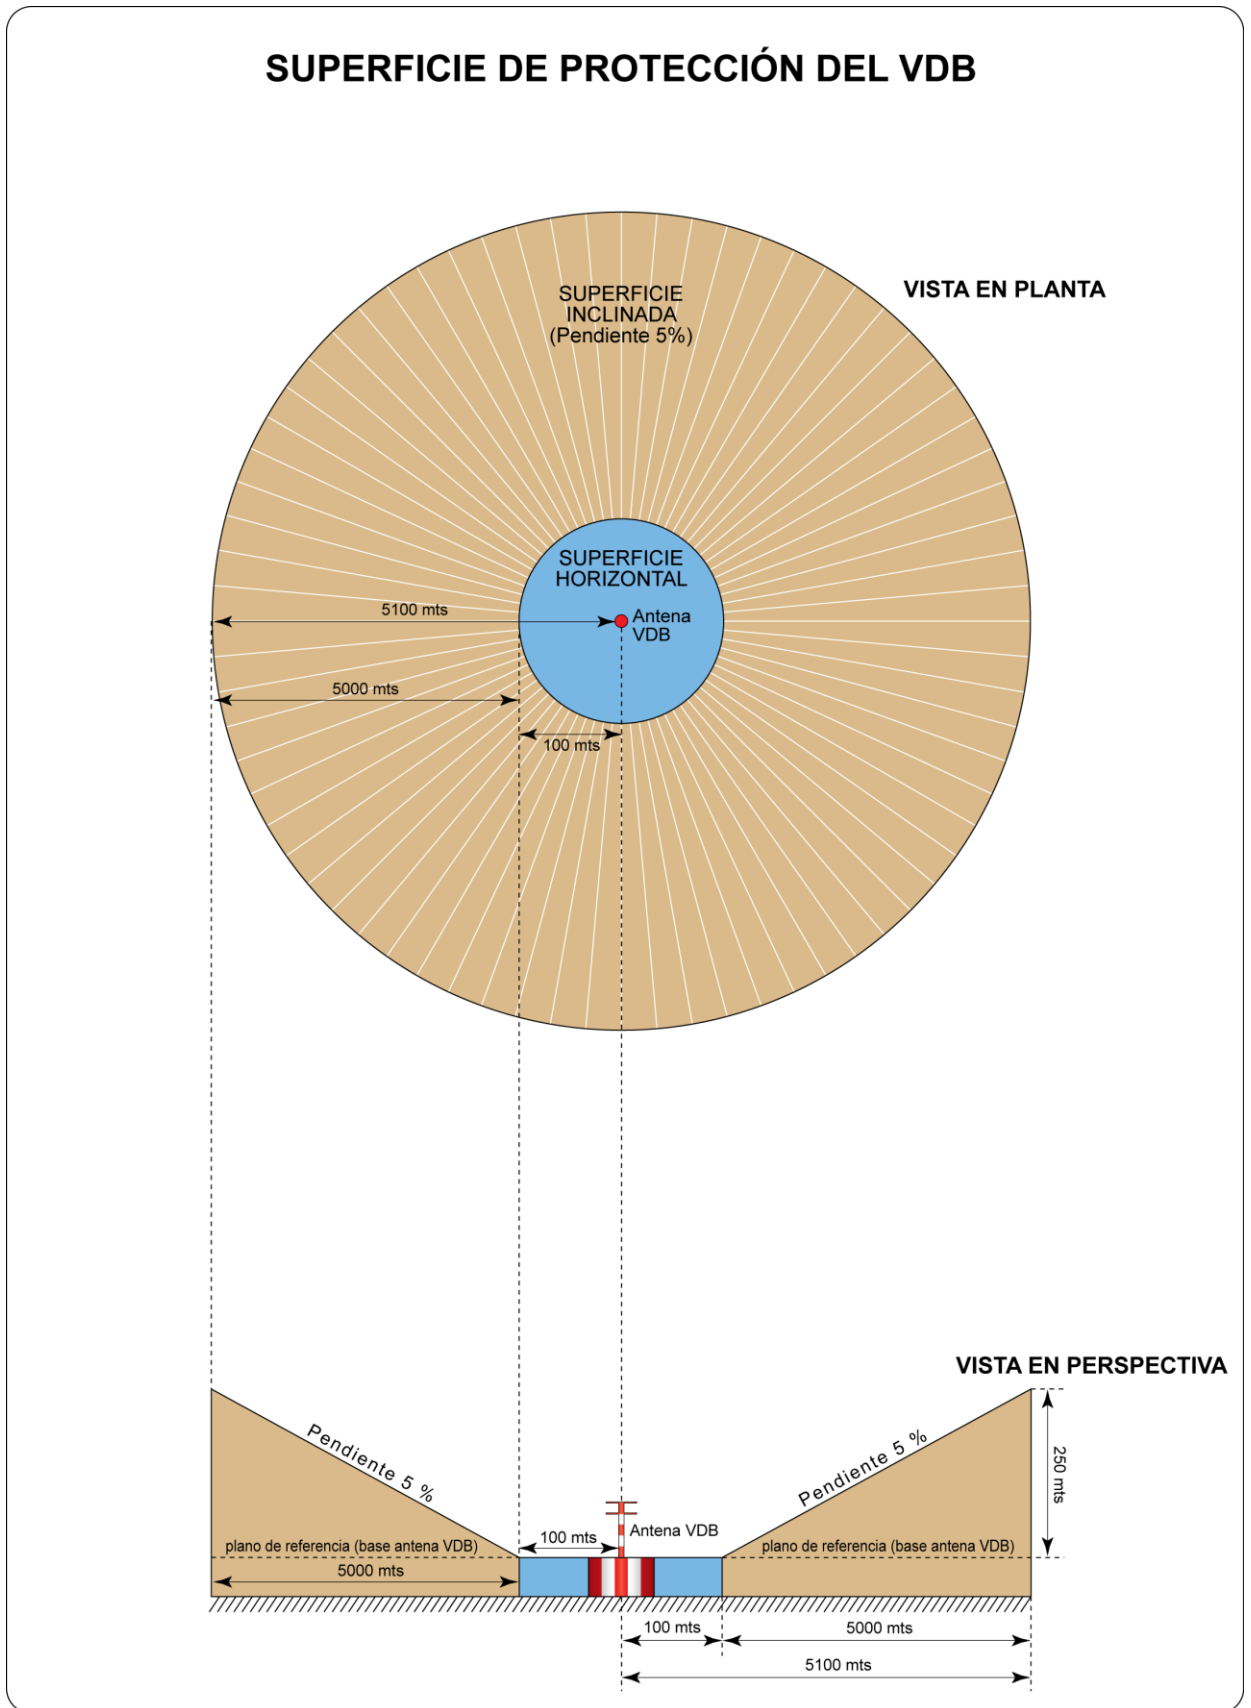 SUPERFICIE DE PROTECCIÓN DEL VDB
VISTA EN PLANTA
SUPERFICIE
INCLINADA
(Pendiente 5%)
SUPERFICIE
HORIZONTAL
5100 mts
Antena
VDB
5000 mts
100 mts
VISTA EN PERSPECTIVA
Pendiente 5 %
Pendiente 5 %
250 mts
100 mts
Antena VDB
plano de referencia (base antena VDB)
plano de referencia (base antena VDB)
5000 mts
100 mts
5000 mts
5100 mts